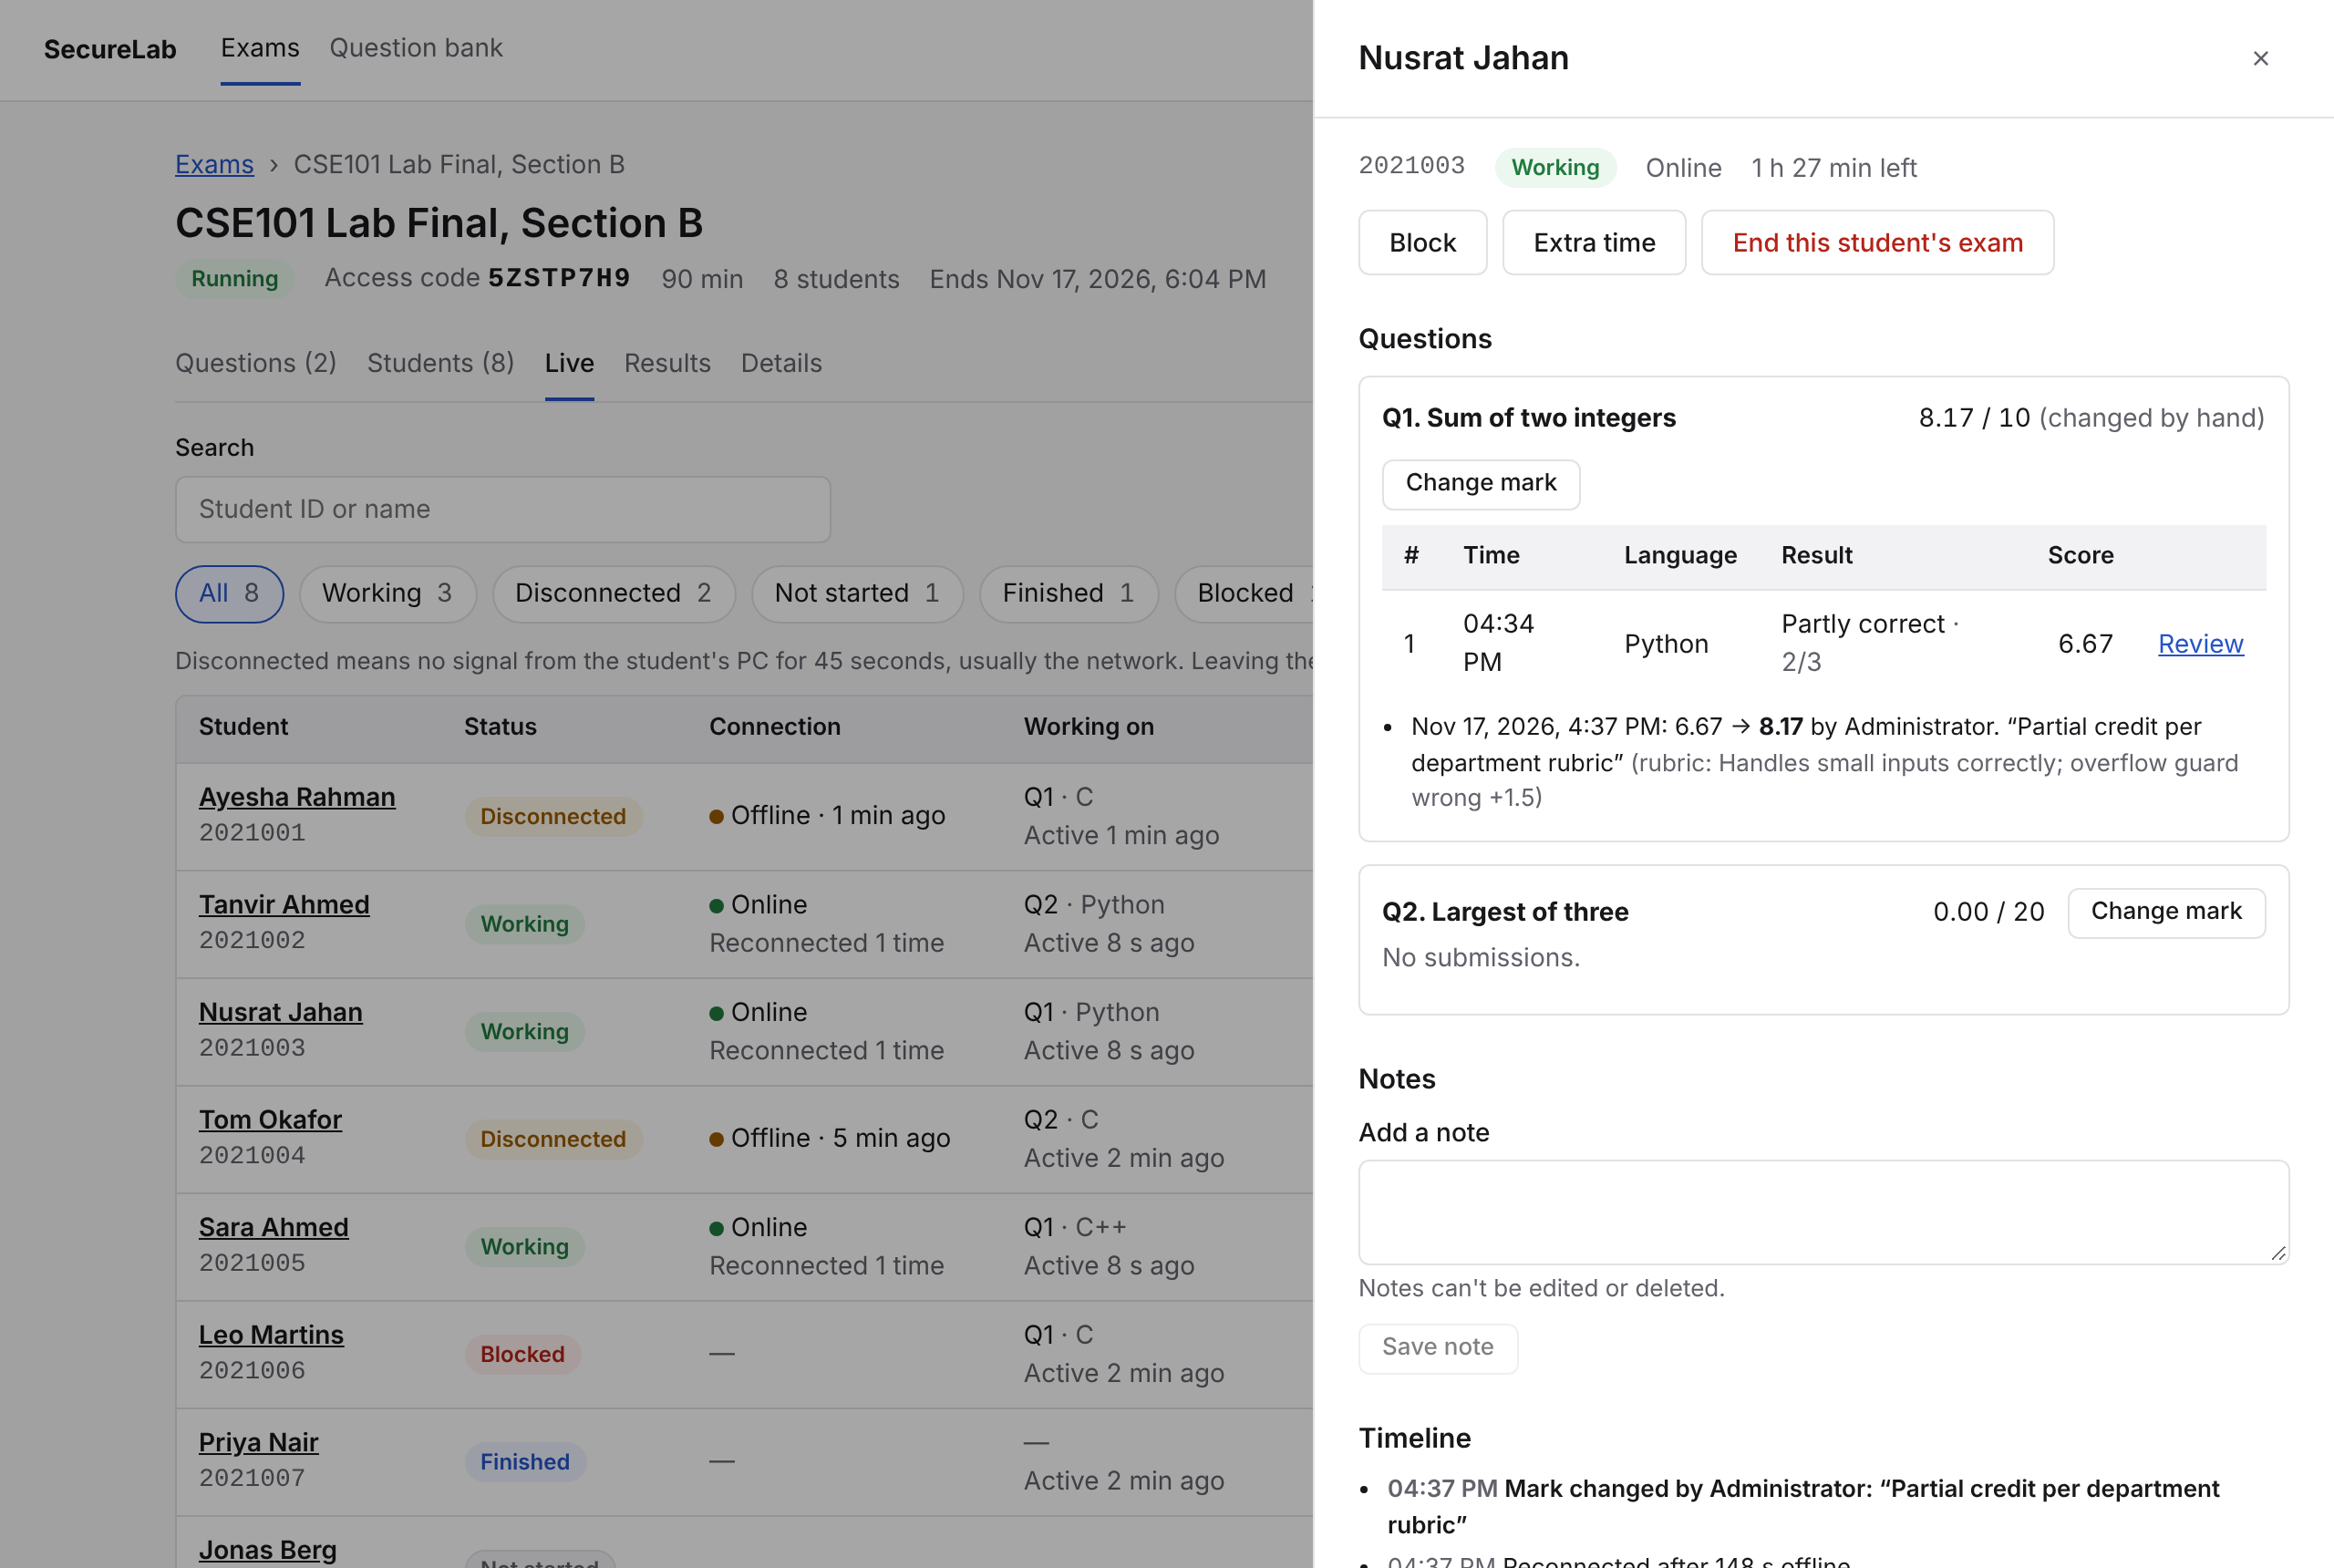 SecureLab Exams Question bank
Exams › CSE101 Lab Final, Section B
CSE101 Lab Final, Section B
Running Access code 5ZSTP7H9 90 min 8 students Ends Nov 17, 2026, 6:04 PM
Questions (2) Students (8) Live Results Details
Search
Student ID or name
All 8 Working 3 Disconnected 2 Not started 1 Finished 1 Blocked
Disconnected means no signal from the student's PC for 45 seconds, usually the network. Leaving the
Student Status Connection Working on
Ayesha Rahman
2021001
Disconnected
Offline · 1 min ago
Q1 · C
Active 1 min ago
Tanvir Ahmed
2021002
Working
Online
Reconnected 1 time
Q2 · Python
Active 8 s ago
Nusrat Jahan
2021003
Working
Online
Reconnected 1 time
Q1 · Python
Active 8 s ago
Tom Okafor
2021004
Disconnected
Offline · 5 min ago
Q2 · C
Active 2 min ago
Sara Ahmed
2021005
Working
Online
Reconnected 1 time
Q1 · C++
Active 8 s ago
Leo Martins
2021006
Blocked
—
Q1 · C
Active 2 min ago
Priya Nair
2021007
Finished
—
—
Active 2 min ago
Jonas Berg
Not started
Nusrat Jahan ×
2021003 Working Online 1 h 27 min left
Block Extra time End this student's exam
Questions
Q1. Sum of two integers 8.17 / 10 (changed by hand)
Change mark
# Time Language Result Score
1
04:34
PM
Python
Partly correct ·
2/3
6.67
Review
• Nov 17, 2026, 4:37 PM: 6.67 → 8.17 by Administrator. “Partial credit per
department rubric” (rubric: Handles small inputs correctly; overflow guard
wrong +1.5)
Q2. Largest of three 0.00 / 20 Change mark
No submissions.
Notes
Add a note
Notes can't be edited or deleted.
Save note
Timeline
• 04:37 PM Mark changed by Administrator: “Partial credit per department
rubric”
• 04:37 PM Reconnected after 148 s offline